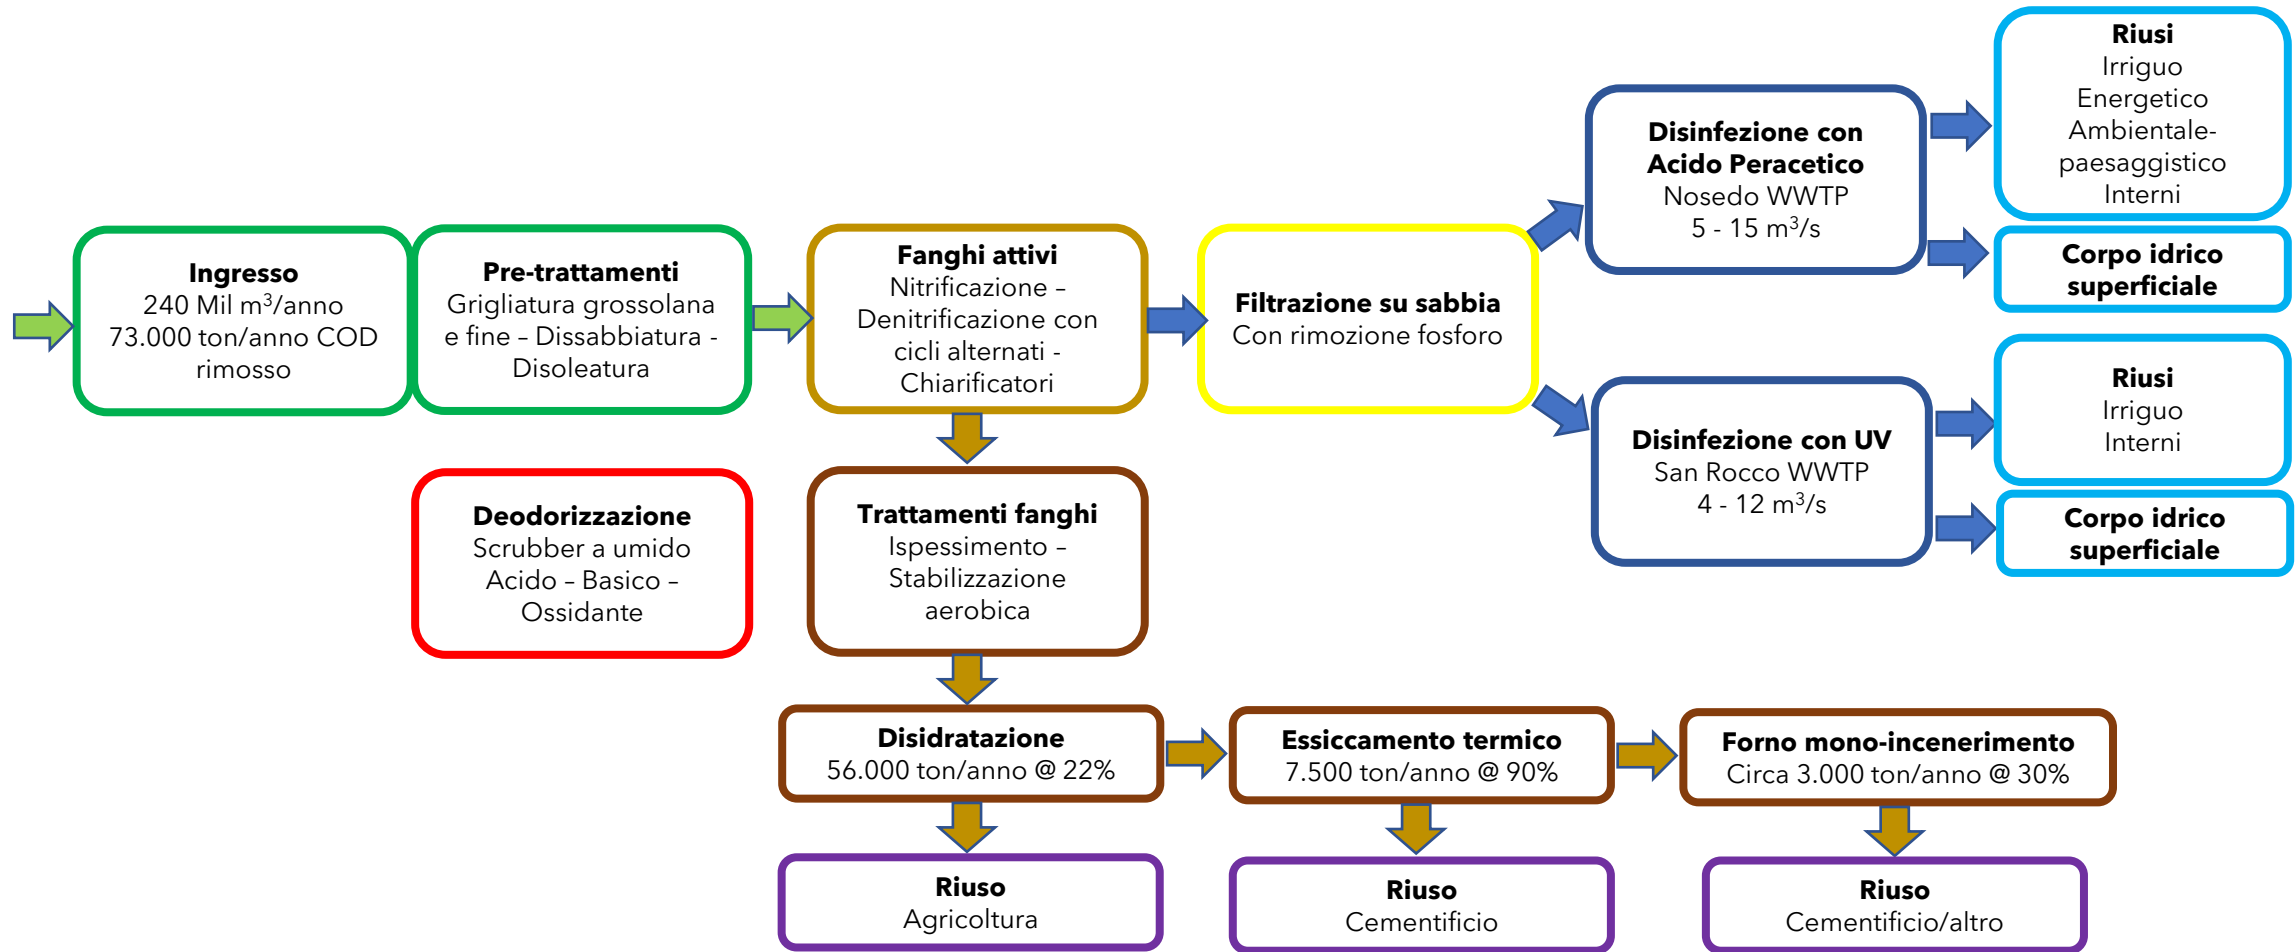 Ingresso
240 Mil m³/anno
73.000 ton/anno COD
rimosso
Pre-trattamenti
Grigliatura grossolana
e fine – Dissabbiatura -
Disoleatura
Fanghi attivi
Nitrificazione –
Denitrificazione con
cicli alternati -
Chiarificatori
Filtrazione su sabbia
Con rimozione fosforo
Disinfezione con
Acido Peracetico
Nosedo WWTP
5 - 15 m³/s
Riusi
Irriguo
Energetico
Ambientale-
paesaggistico
Interni
Corpo idrico
superficiale
Disinfezione con UV
San Rocco WWTP
4 - 12 m³/s
Riusi
Irriguo
Interni
Corpo idrico
superficiale
Deodorizzazione
Scrubber a umido
Acido – Basico –
Ossidante
Trattamenti fanghi
Ispessimento –
Stabilizzazione
aerobica
Disidratazione
56.000 ton/anno @ 22%
Essiccamento termico
7.500 ton/anno @ 90%
Forno mono-incenerimento
Circa 3.000 ton/anno @ 30%
Riuso
Agricoltura
Riuso
Cementificio
Riuso
Cementificio/altro